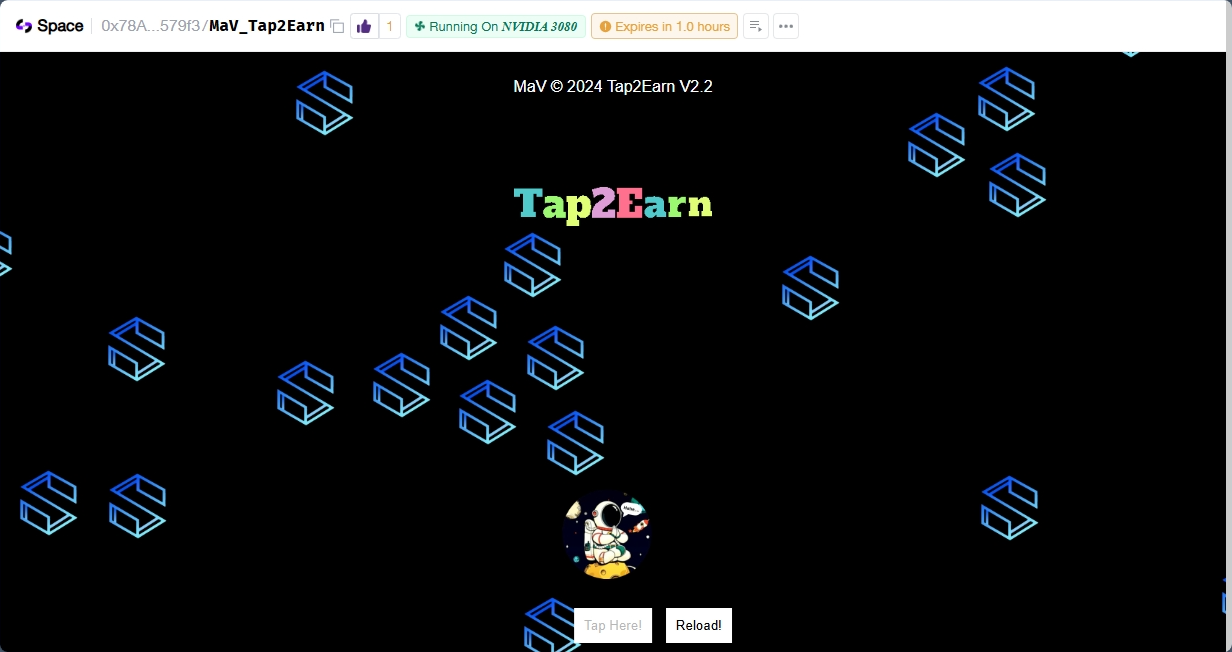 Space 0x78A...579f3/MaV_Tap2Earn 1 Running On NVIDIA 3080 Expires in 1.0 hours
MaV © 2024 Tap2Earn V2.2
Tap2Earn
Tap Here! Reload!